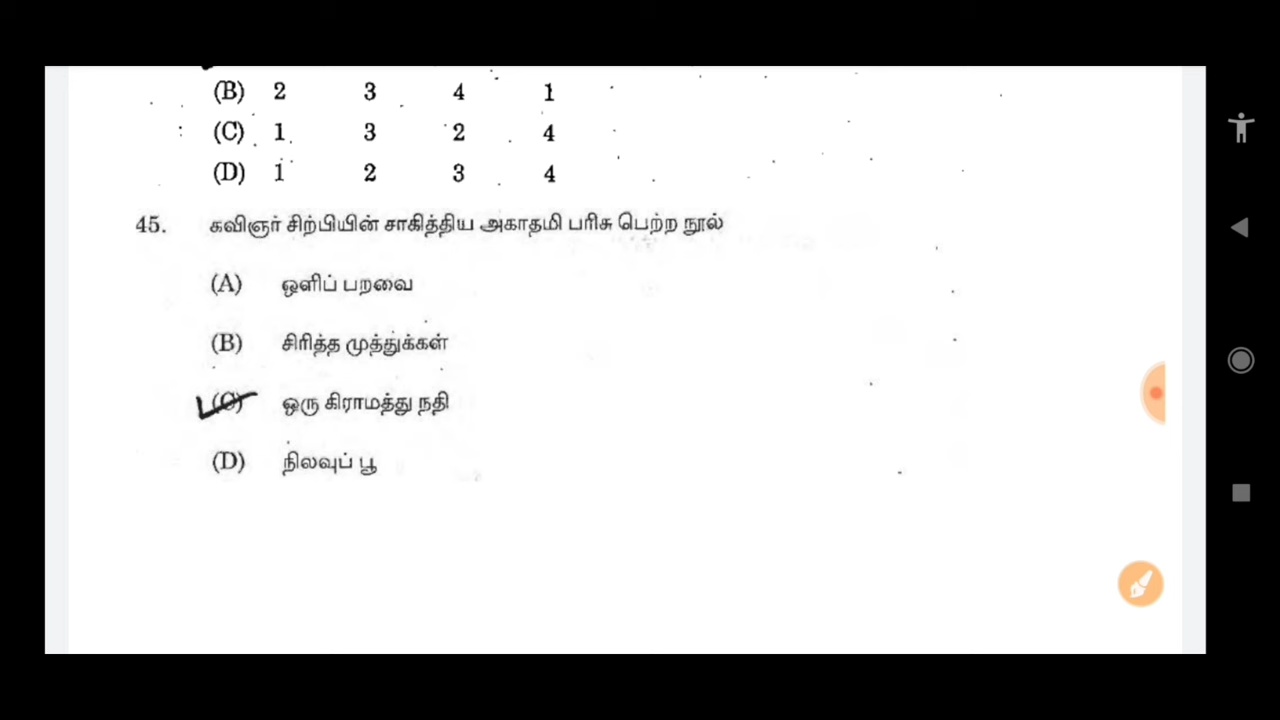 (B) 2 3 4 1
(C) 1 3 2 4
(D) 1 2 3 4
45. கவிஞர் சிற்பியின் சாகித்திய அகாதமி பரிசு பெற்ற நூல்
(A) ஒளிப் பறவை
(B) சிரித்த முத்துக்கள்
(C) ஒரு கிராமத்து நதி
(D) நிலவுப் பூ